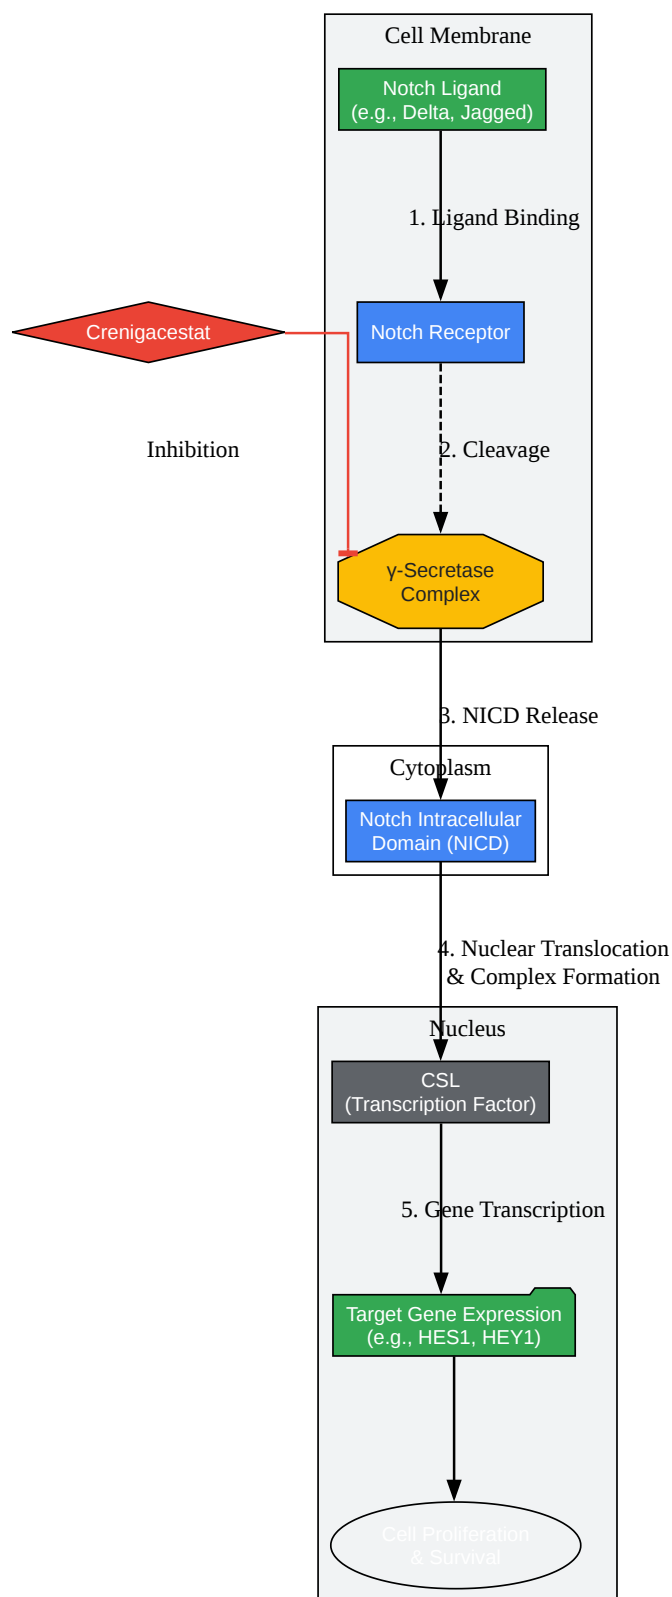 Cell Membrane
Notch Ligand
(e.g., Delta, Jagged)
1. Ligand Binding
Crenigacestat
Notch Receptor
Inhibition
2. Cleavage
γ-Secretase
Complex
3. NICD Release
Cytoplasm
Notch Intracellular
Domain (NICD)
4. Nuclear Translocation
& Complex Formation
Nucleus
CSL
(Transcription Factor)
5. Gene Transcription
Target Gene Expression
(e.g., HES1, HEY1)
Cell Proliferation
& Survival